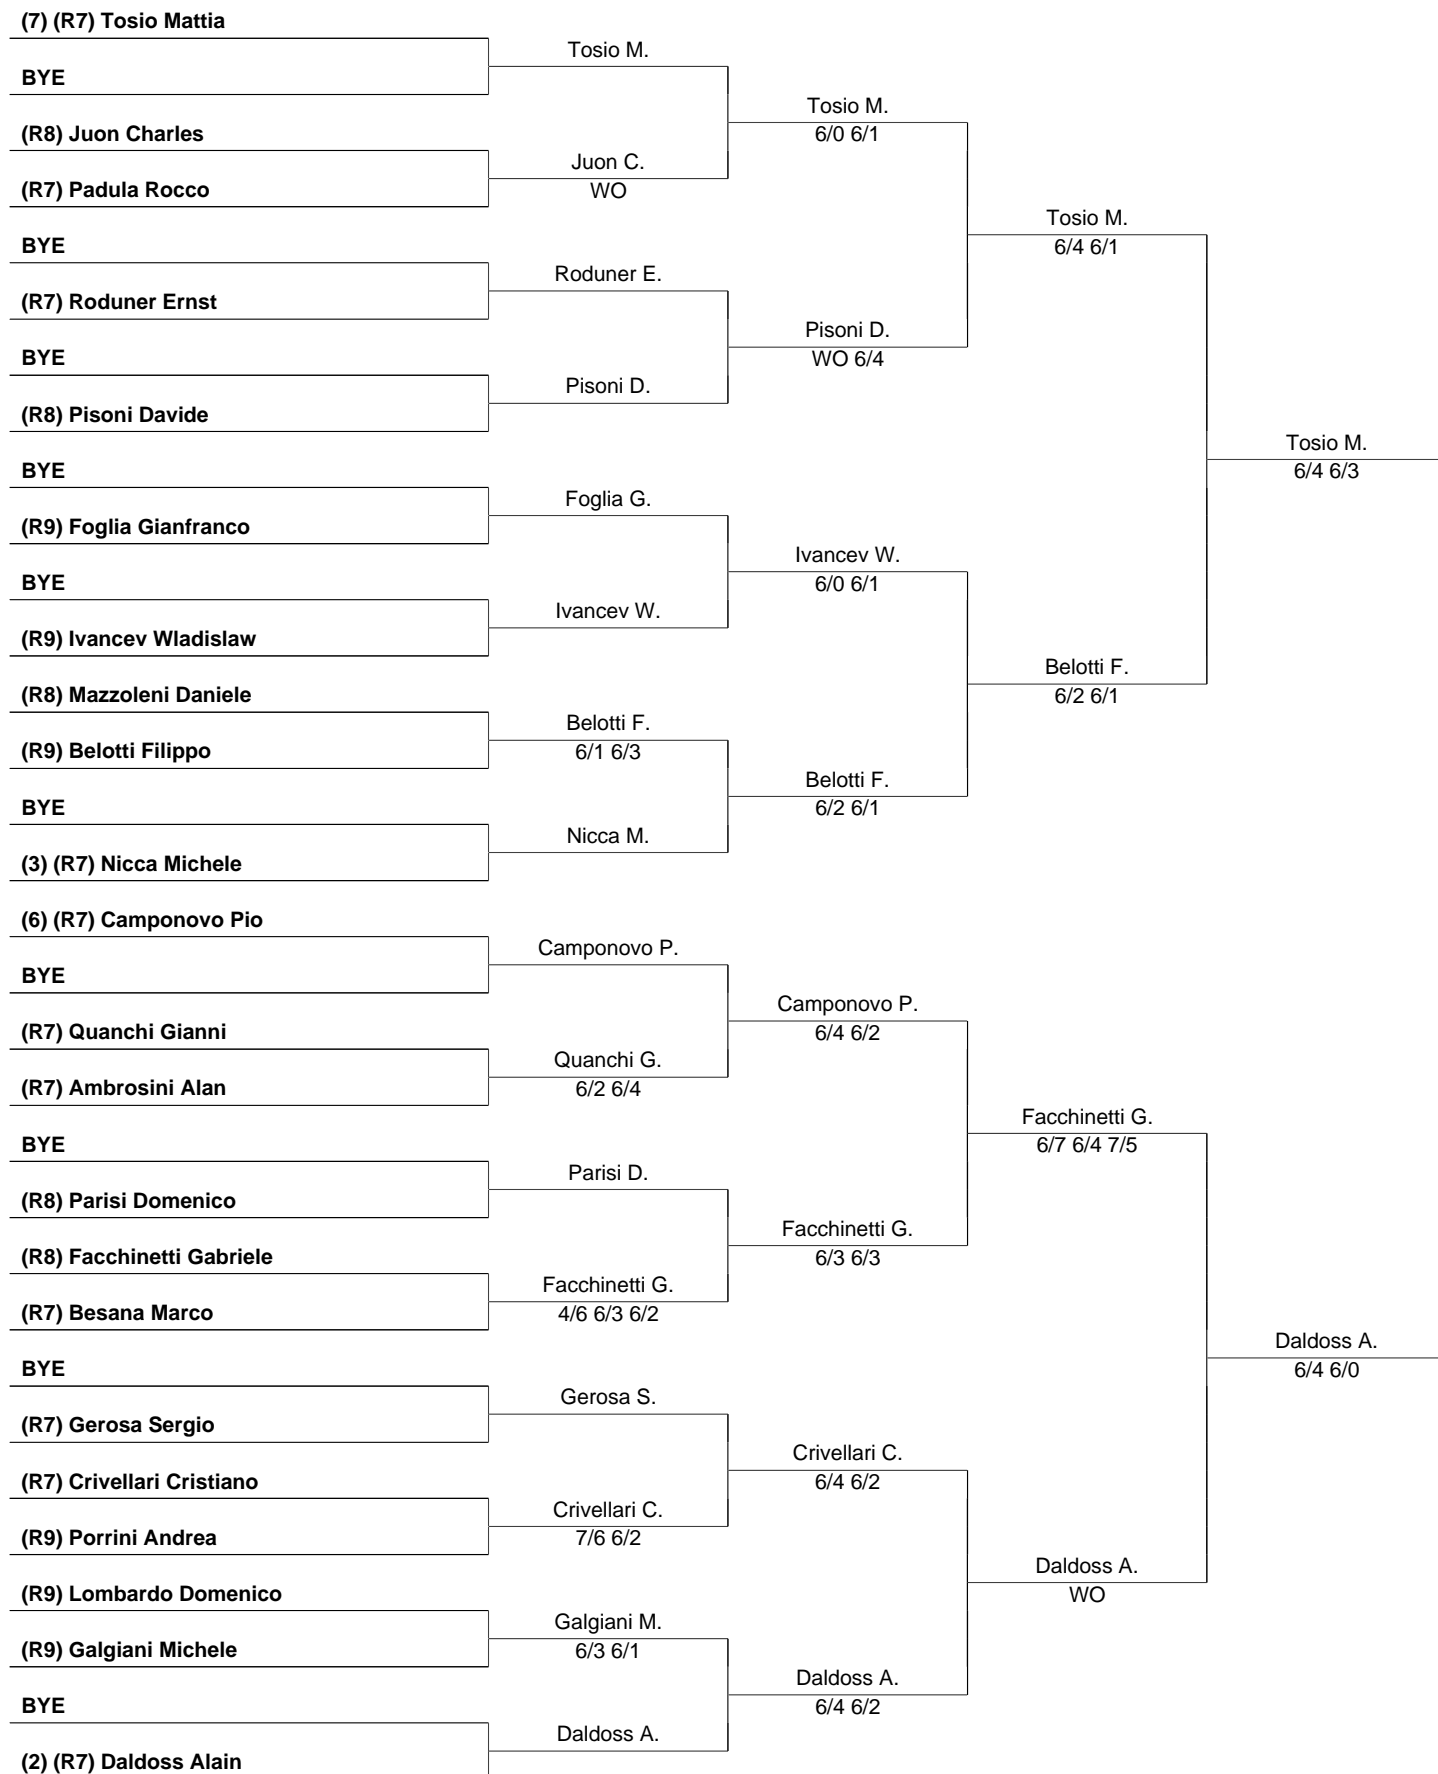 (7) (R7) Tosio Mattia
Tosio M.
BYE
Tosio M.
(R8) Juon Charles
6/0 6/1
Juon C.
(R7) Padula Rocco
WO
Tosio M.
BYE
6/4 6/1
Roduner E.
(R7) Roduner Ernst
Pisoni D.
BYE
WO 6/4
Pisoni D.
(R8) Pisoni Davide
Tosio M.
BYE
6/4 6/3
Foglia G.
(R9) Foglia Gianfranco
Ivancev W.
BYE
6/0 6/1
Ivancev W.
(R9) Ivancev Wladislaw
Belotti F.
(R8) Mazzoleni Daniele
6/2 6/1
Belotti F.
(R9) Belotti Filippo
6/1 6/3
Belotti F.
BYE
6/2 6/1
Nicca M.
(3) (R7) Nicca Michele
(6) (R7) Camponovo Pio
Camponovo P.
BYE
Camponovo P.
(R7) Quanchi Gianni
6/4 6/2
Quanchi G.
(R7) Ambrosini Alan
6/2 6/4
Facchinetti G.
BYE
6/7 6/4 7/5
Parisi D.
(R8) Parisi Domenico
Facchinetti G.
(R8) Facchinetti Gabriele
6/3 6/3
Facchinetti G.
(R7) Besana Marco
4/6 6/3 6/2
Daldoss A.
BYE
6/4 6/0
Gerosa S.
(R7) Gerosa Sergio
Crivellari C.
(R7) Crivellari Cristiano
6/4 6/2
Crivellari C.
(R9) Porrini Andrea
7/6 6/2
Daldoss A.
(R9) Lombardo Domenico
WO
Galgiani M.
(R9) Galgiani Michele
6/3 6/1
Daldoss A.
BYE
6/4 6/2
Daldoss A.
(2) (R7) Daldoss Alain